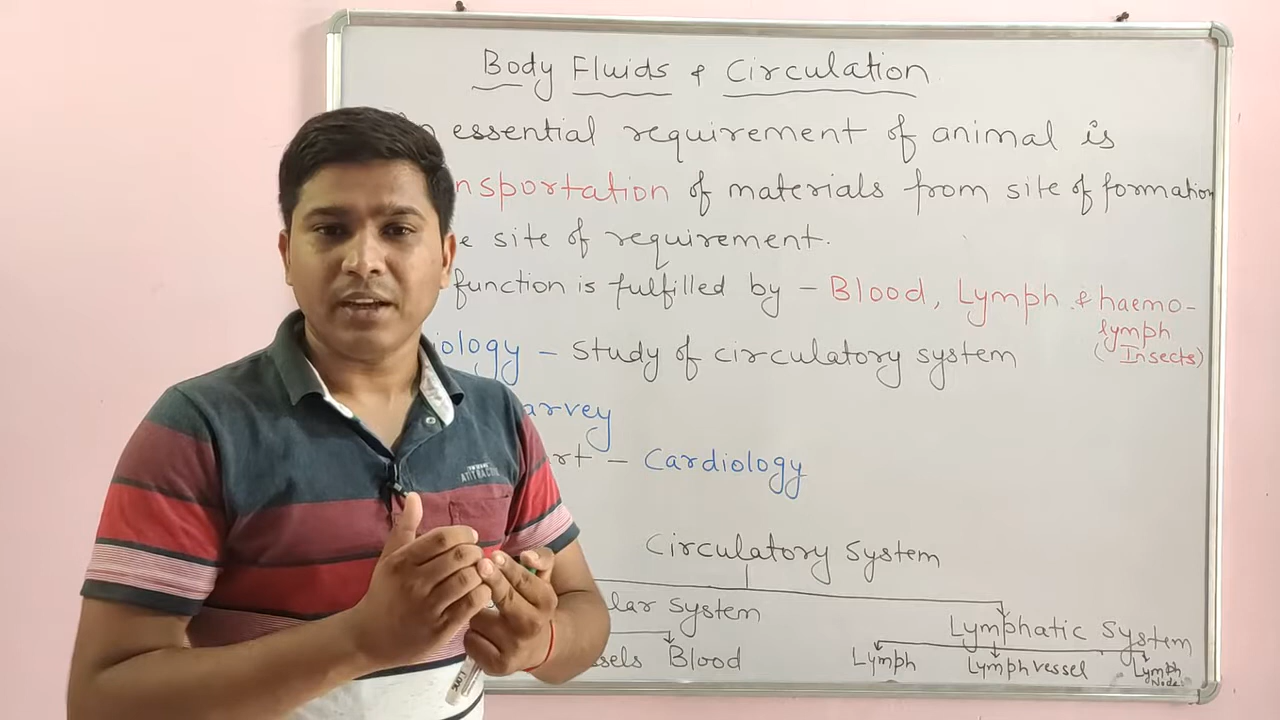 Body Fluids & Circulation
essential requirement of animal is
nsportation of materials from site of formation
e site of requirement.
function is fulfilled by - Blood, Lymph & haemo-
lymph
(Insects)
iology - Study of circulatory system
arvey
rt - Cardiology
Circulatory System
lar System
Lymphatic System
ssels Blood
Lymph Lymph vessel Lymph
Node
ATTRACTIVE